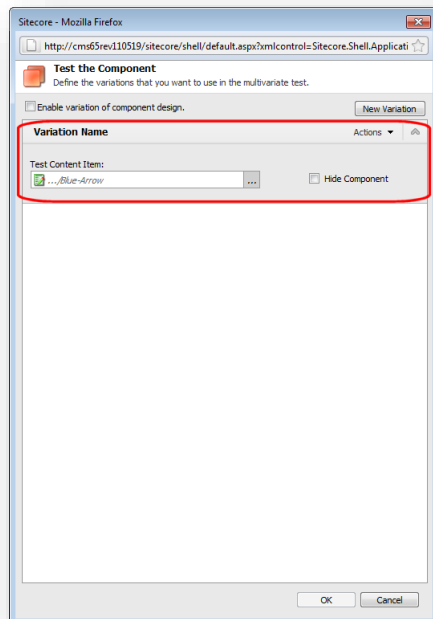 Sitecore - Mozilla Firefox
http://cms65rev110519/sitecore/shell/default.aspx?xmlcontrol=Sitecore.Shell.Applicati
Test the Component
Define the variations that you want to use in the multivariate test.
Enable variation of component design.
New Variation
Variation Name
Actions
Test Content Item:
.../Blue-Arrow
...
Hide Component
OK
Cancel